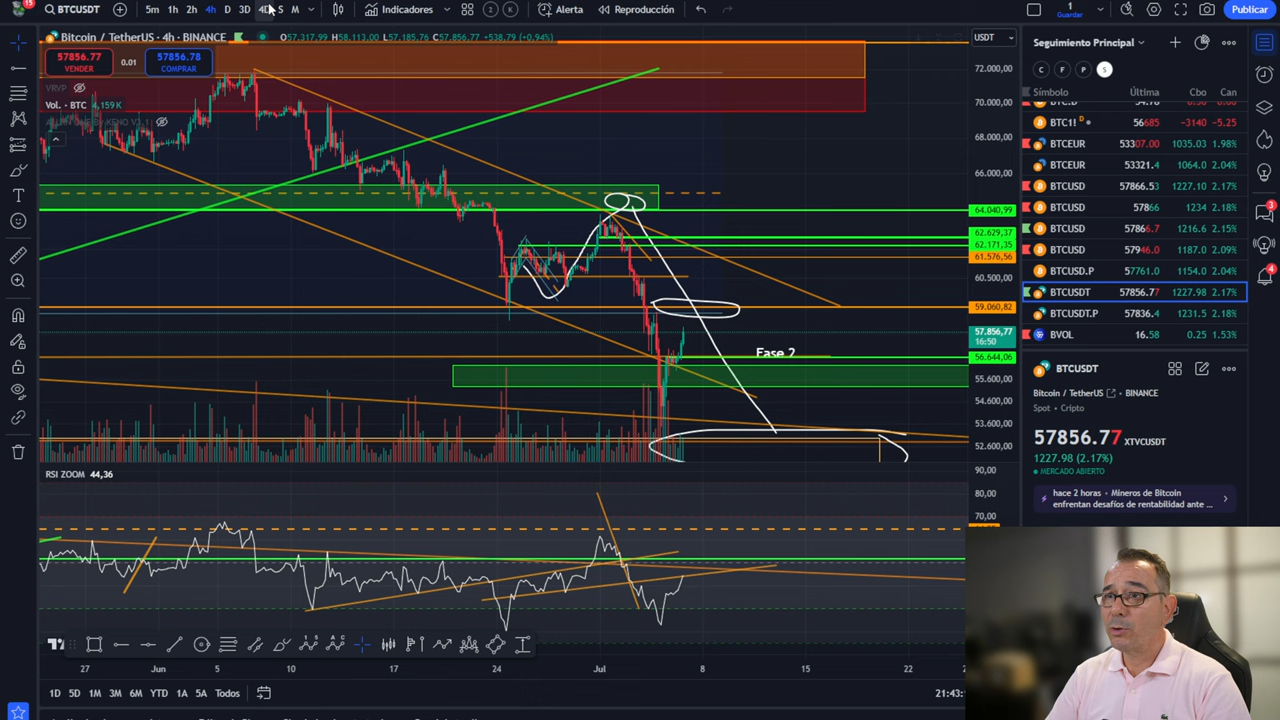 15
BTCUSDT 5m 1h 2h 4h D 3D 4D S M Indicadores 2 K Alerta Reproducción 1 Guardar Publicar
Bitcoin / TetherUS · 4h · BINANCE O57.317,99 H58.113,00 L57.185,76 C57.856,77 +538,79 (+0,94%)
USDT
57856.77 VENDER
0.01
57856.78 COMPRAR
VRVP
Vol. · BTC 4,159 K
72.000,00
70.000,00
68.000,00
66.000,00
64.040,99
62.629,37
62.171,35
61.576,56
60.500,00
59.060,82
57.856,77
16:50
56.644,06
55.600,00
54.600,00
53.600,00
52.600,00
Fase 2
RSI ZOOM 44,36
90,00
80,00
70,00
27 Jun 5 10 17 24 Jul 8 15 22
1D 5D 1M 3M 6M YTD 1A 5A Todos
21:43:1
Seguimiento Principal
C F P S
Símbolo Última Cbo Can
BTC1! D 56685 -3140 -5.25
BTCEUR 53307.00 1035.03 1.98%
BTCEUR 53321.4 1064.0 2.04%
BTCUSD 57866.53 1227.10 2.17%
BTCUSD 57866 1234 2.18%
BTCUSD 57866.7 1216.6 2.15%
BTCUSD 57946.0 1187.0 2.09%
BTCUSD.P 57761.0 1154.0 2.04%
BTCUSDT 57856.77 1227.98 2.17%
BTCUSDT.P 57836.4 1231.5 2.18%
BVOL 16.58 0.25 1.53%
3
4
BTCUSDT
Bitcoin / TetherUS BINANCE
Spot • Cripto
57856.77 XTVCUSDT
1227.98 (2.17%)
MERCADO ABIERTO
hace 2 horas • Mineros de Bitcoin
enfrentan desafíos de rentabilidad ante ...